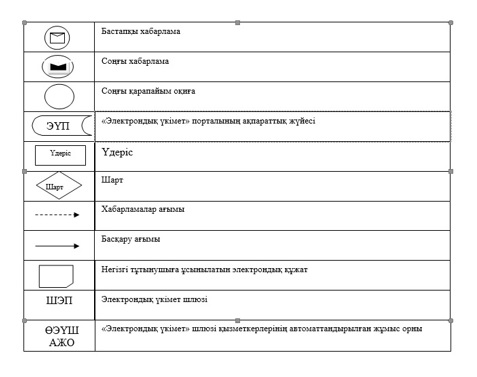 Бастапқы хабарлама
Соңғы хабарлама
Соңғы қарапайым оқиға
ЭҮП «Электрондық үкімет» порталының ақпараттық жүйесі
Үдеріс Үдеріс
Шарт Шарт
Хабарламалар ағымы
Басқару ағымы
Негізгі тұтынушыға ұсынылатын электрондық құжат
ШЭП Электрондық үкімет шлюзі
ӨЭҮШ «Электрондық үкімет» шлюзі қызметкерлерінің автоматтандырылған жұмыс орны
АЖО